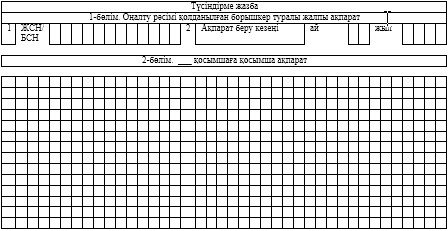 Түсіндірме жазба
1-бөлім. Оңалту рәсімі қолданылған борышкер туралы жалпы ақпарат
1 ЖСН/ 2 Ақпарат беру кезеңі ай жыл
БСН
2-бөлім. ___ қосымшаға қосымша ақпарат